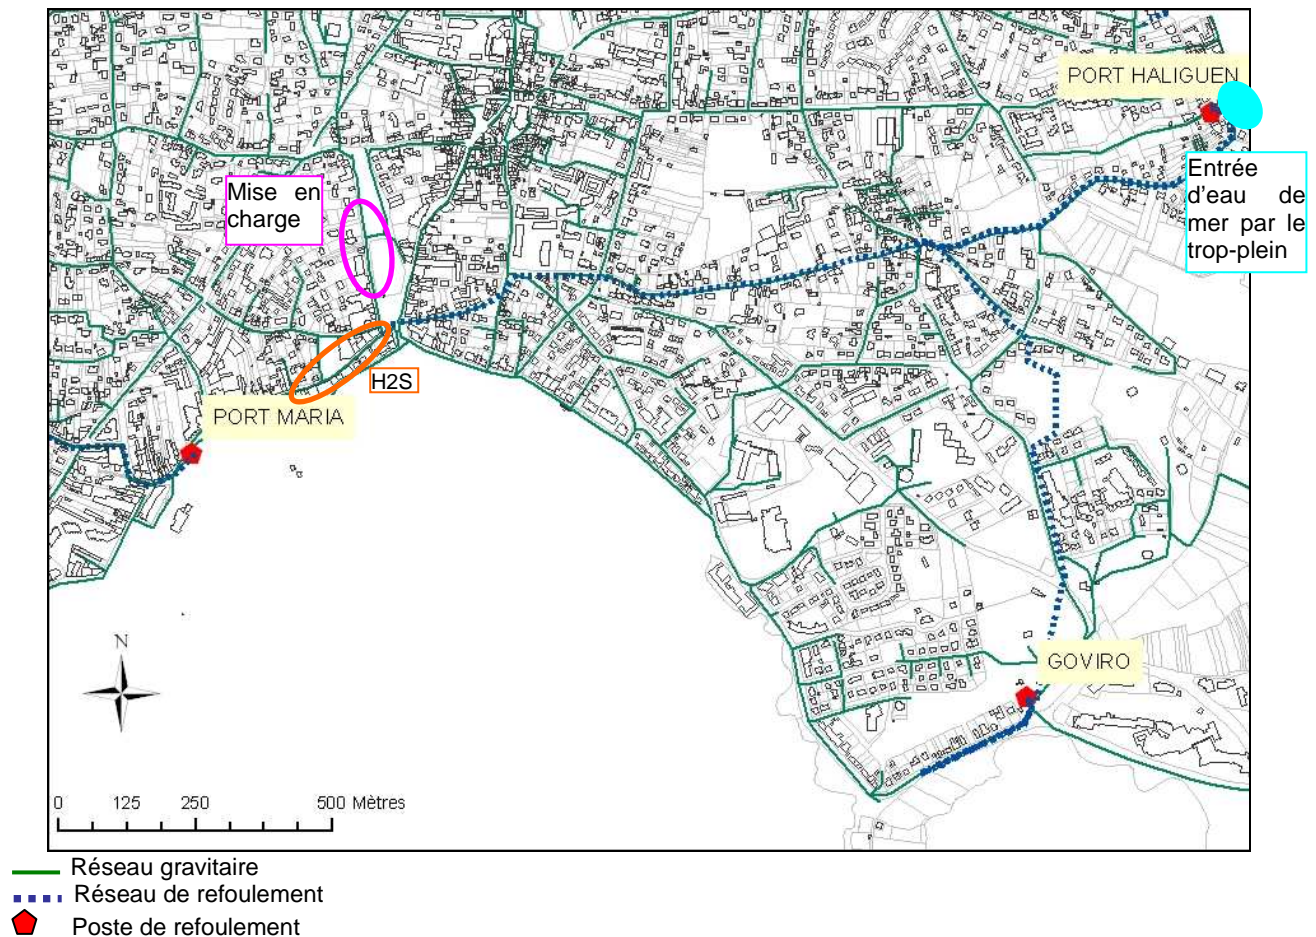 PORT HALIGUEN
Entrée
d'eau de
mer par le
trop-plein
Mise en
charge
H2S
PORT MARIA
N
GOVIRO
0 125 250 500 Mètres
Réseau gravitaire
Réseau de refoulement
Poste de refoulement